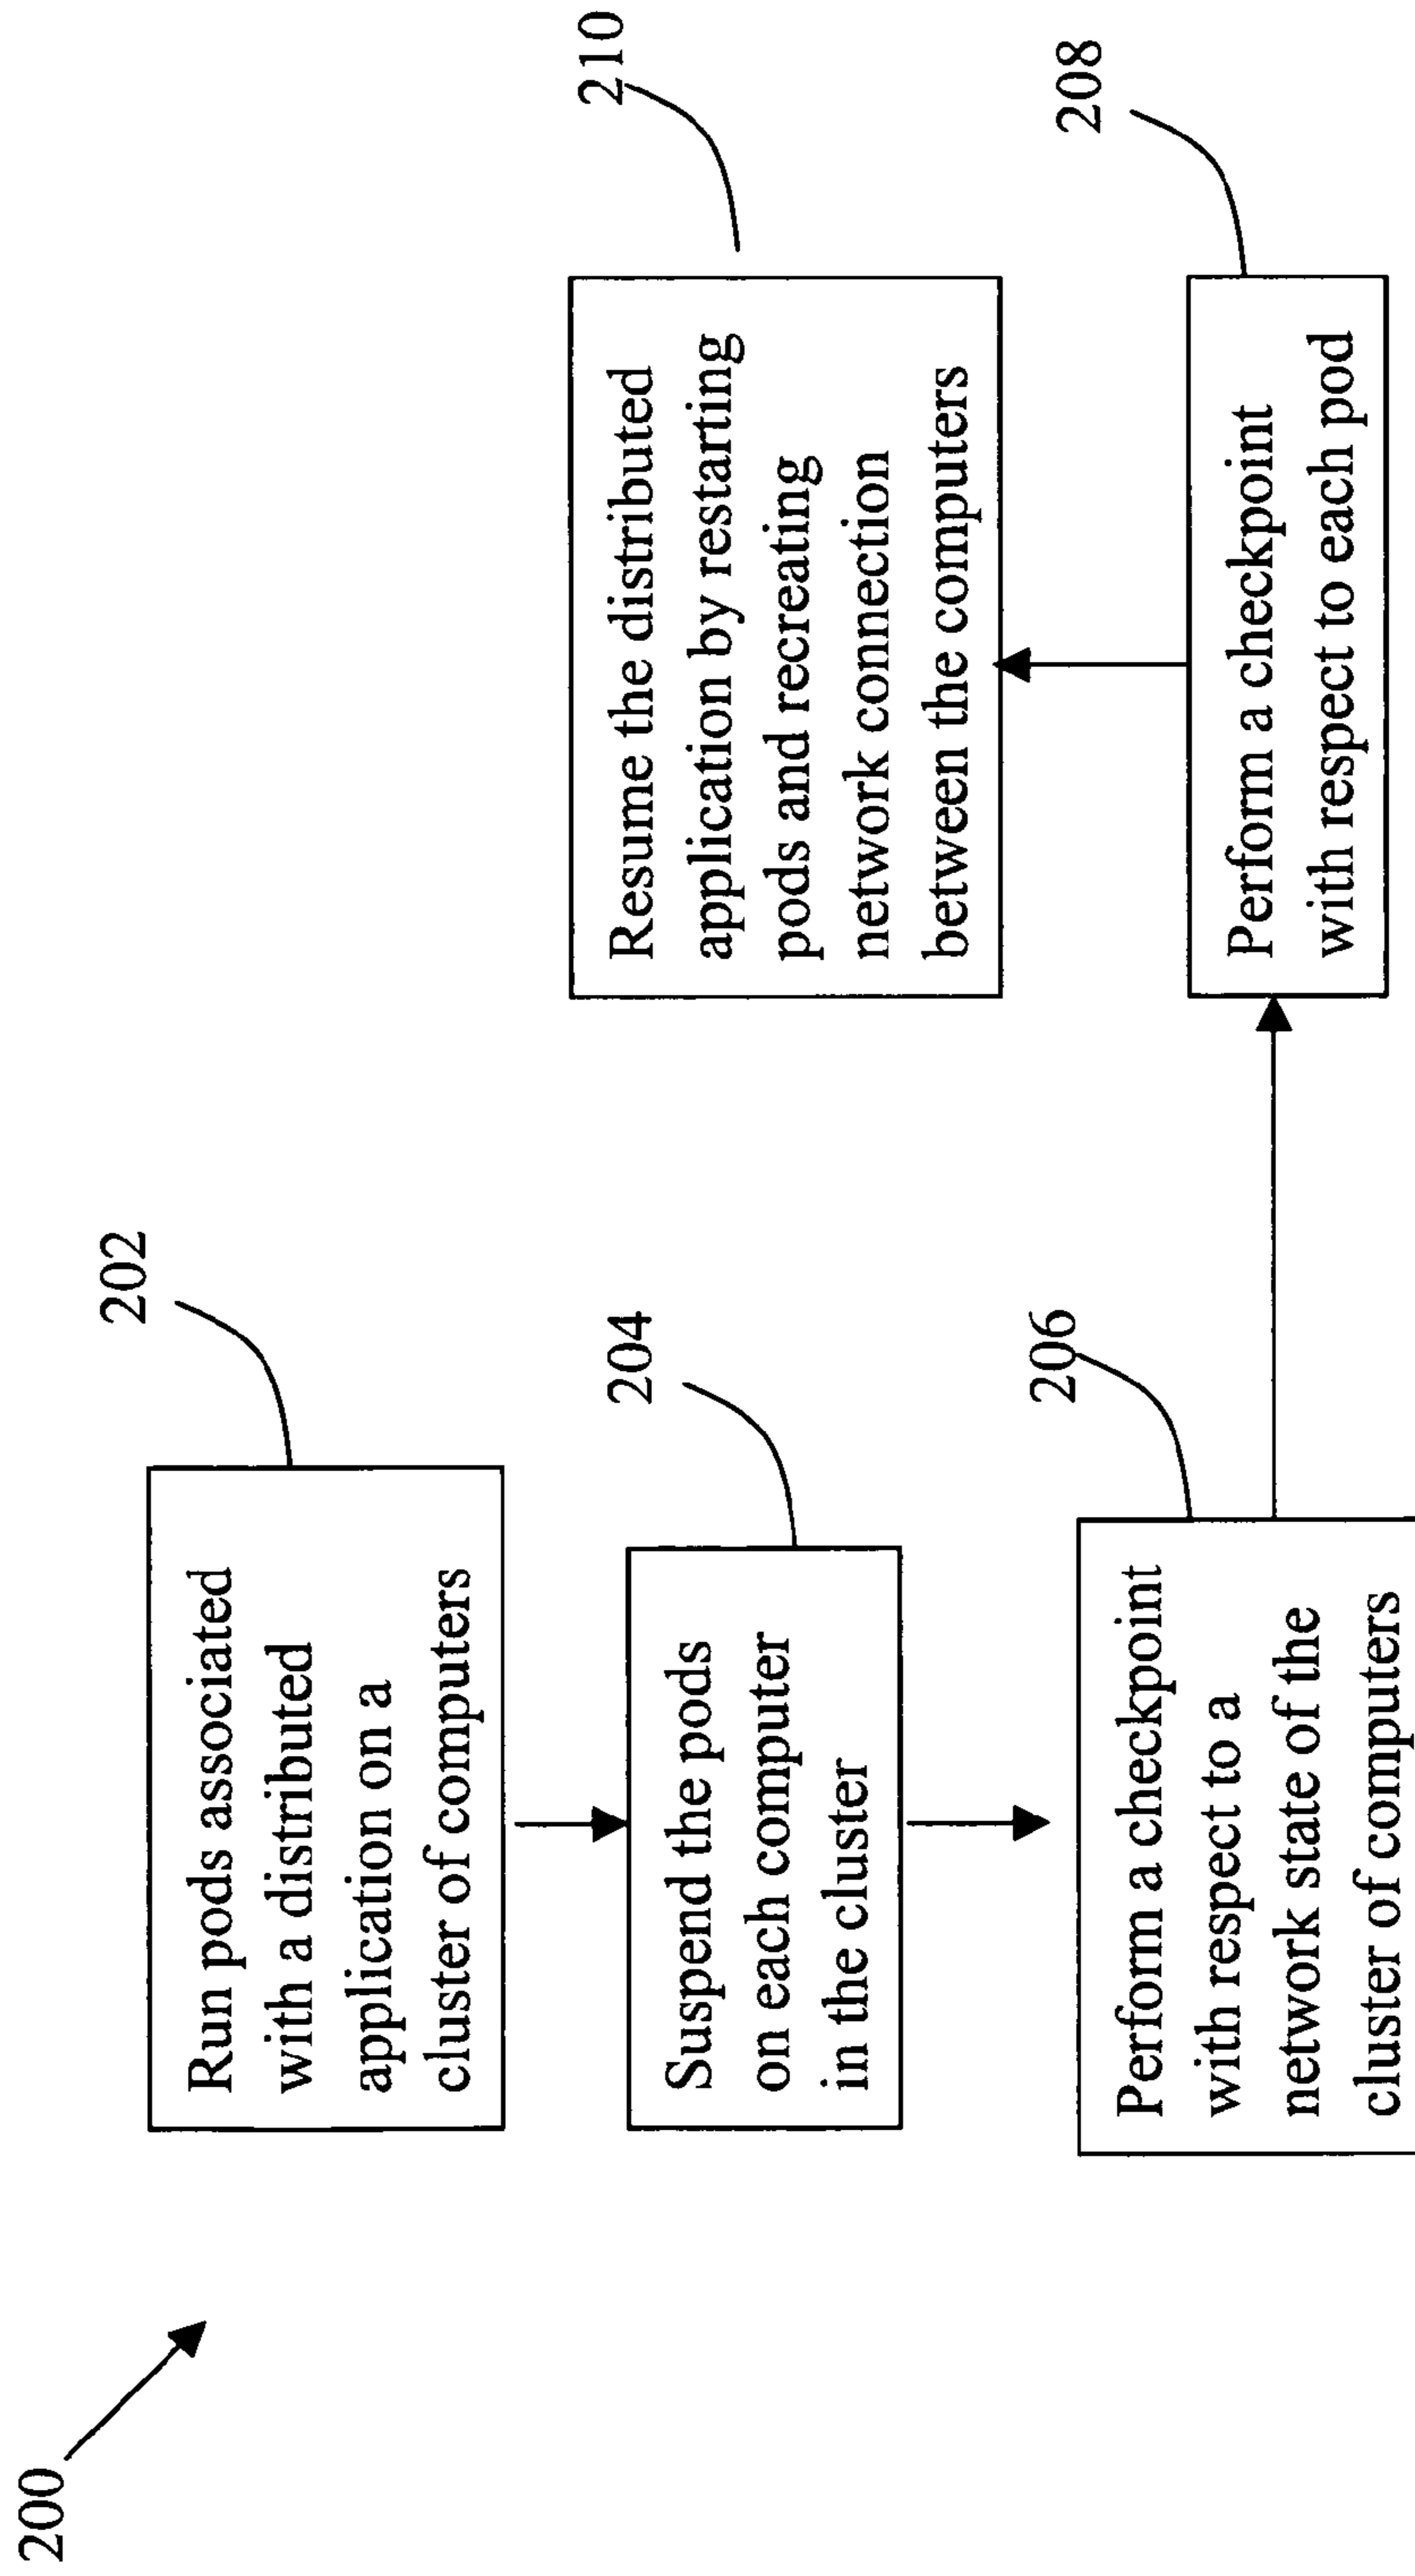 200
202
Run pods associated
with a distributed
application on a
cluster of computers
204
Suspend the pods
on each computer
in the cluster
206
Perform a checkpoint
with respect to a
network state of the
cluster of computers
208
Perform a checkpoint
with respect to each pod
210
Resume the distributed
application by restarting
pods and recreating
network connection
between the computers